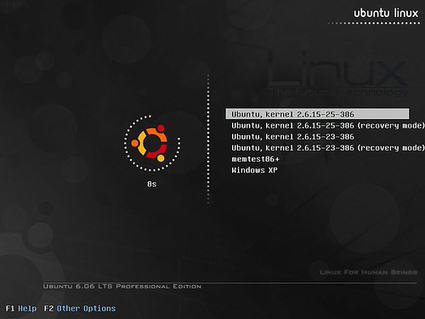 ubuntu linux
Linux
Ubuntu, kernel 2.6.15-25-386
Ubuntu, kernel 2.6.15-25-386 (recovery mode)
Ubuntu, kernel 2.6.15-23-386
Ubuntu, kernel 2.6.15-23-386 (recovery mode)
memtest86+
Windows XP
8s
Linux For Human Beings
Ubuntu 6.06 LTS Professional Edition
F1 Help F2 Other Options